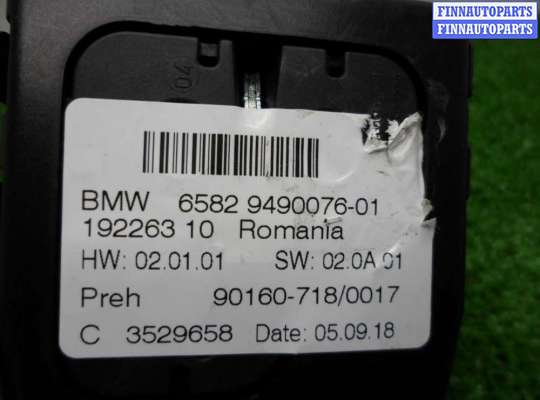 FINNAUTOPARTS
FINNAUTOPARTS
04
BMW 6582 9490076-01
192263 10 Romania
HW: 02.01.01 SW: 02.0A.01
Preh 90160-718/0017
C 3529658 Date: 05.09.18